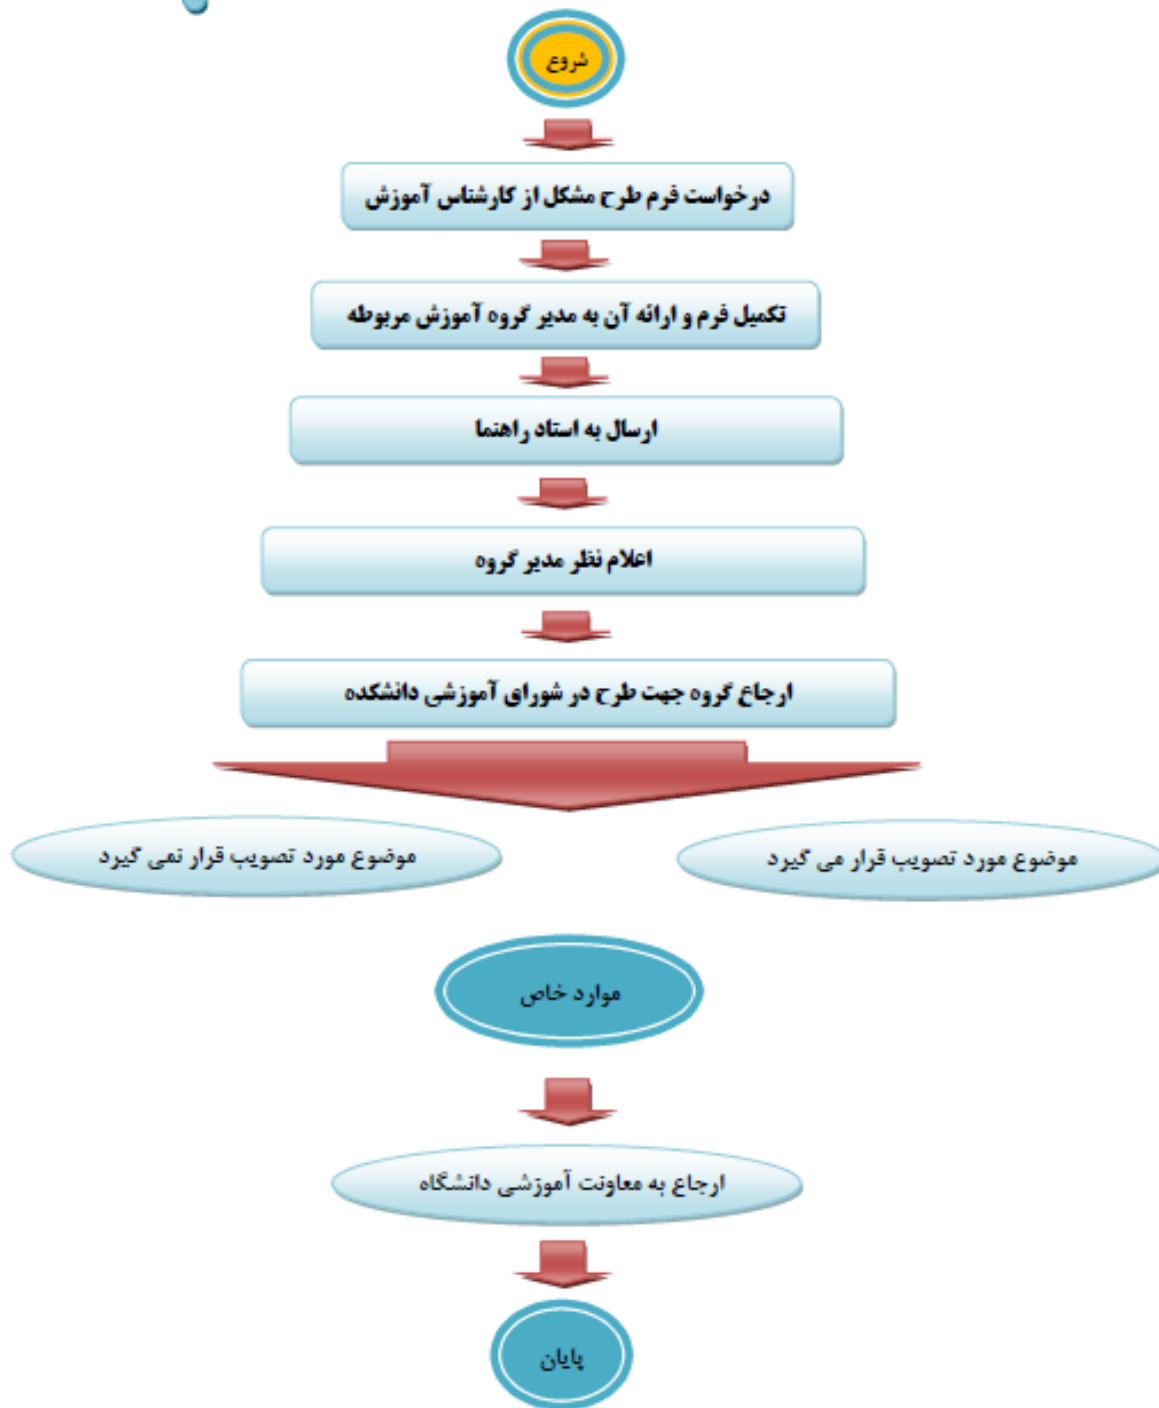 شروع
درخواست فرم طرح مشکل از کارشناس آموزش
تکمیل فرم و ارائه آن به مدیر گروه آموزش مربوطه
ارسال به استاد راهنما
اعلام نظر مدیر گروه
ارجاع گروه جهت طرح در شورای آموزشی دانشکده
موضوع مورد تصویب قرار می گیرد
موضوع مورد تصویب قرار نمی گیرد
موارد خاص
ارجاع به معاونت آموزشی دانشگاه
پایان